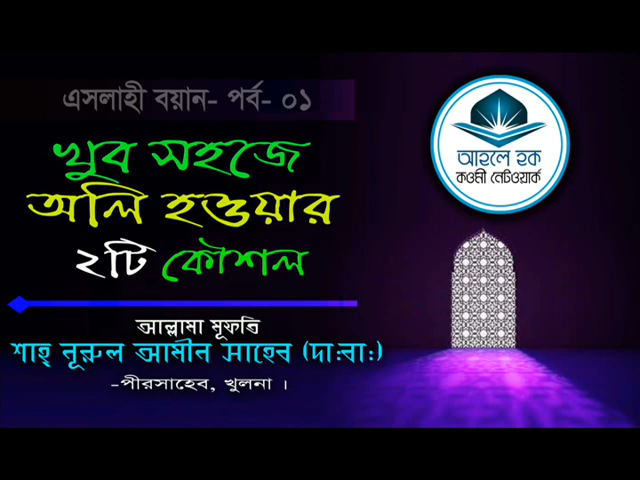 এসলাহী বয়ান- পর্ব- ০১
খুব সহজে
অলি হওয়ার
২টি কৌশল
আল্লামা মূফতি
শাহ্ নূরুল আমীন সাহেব (দা:বা:)
-পীরসাহেব, খুলনা ।
আহলে হক
কওমী নেটওয়ার্ক